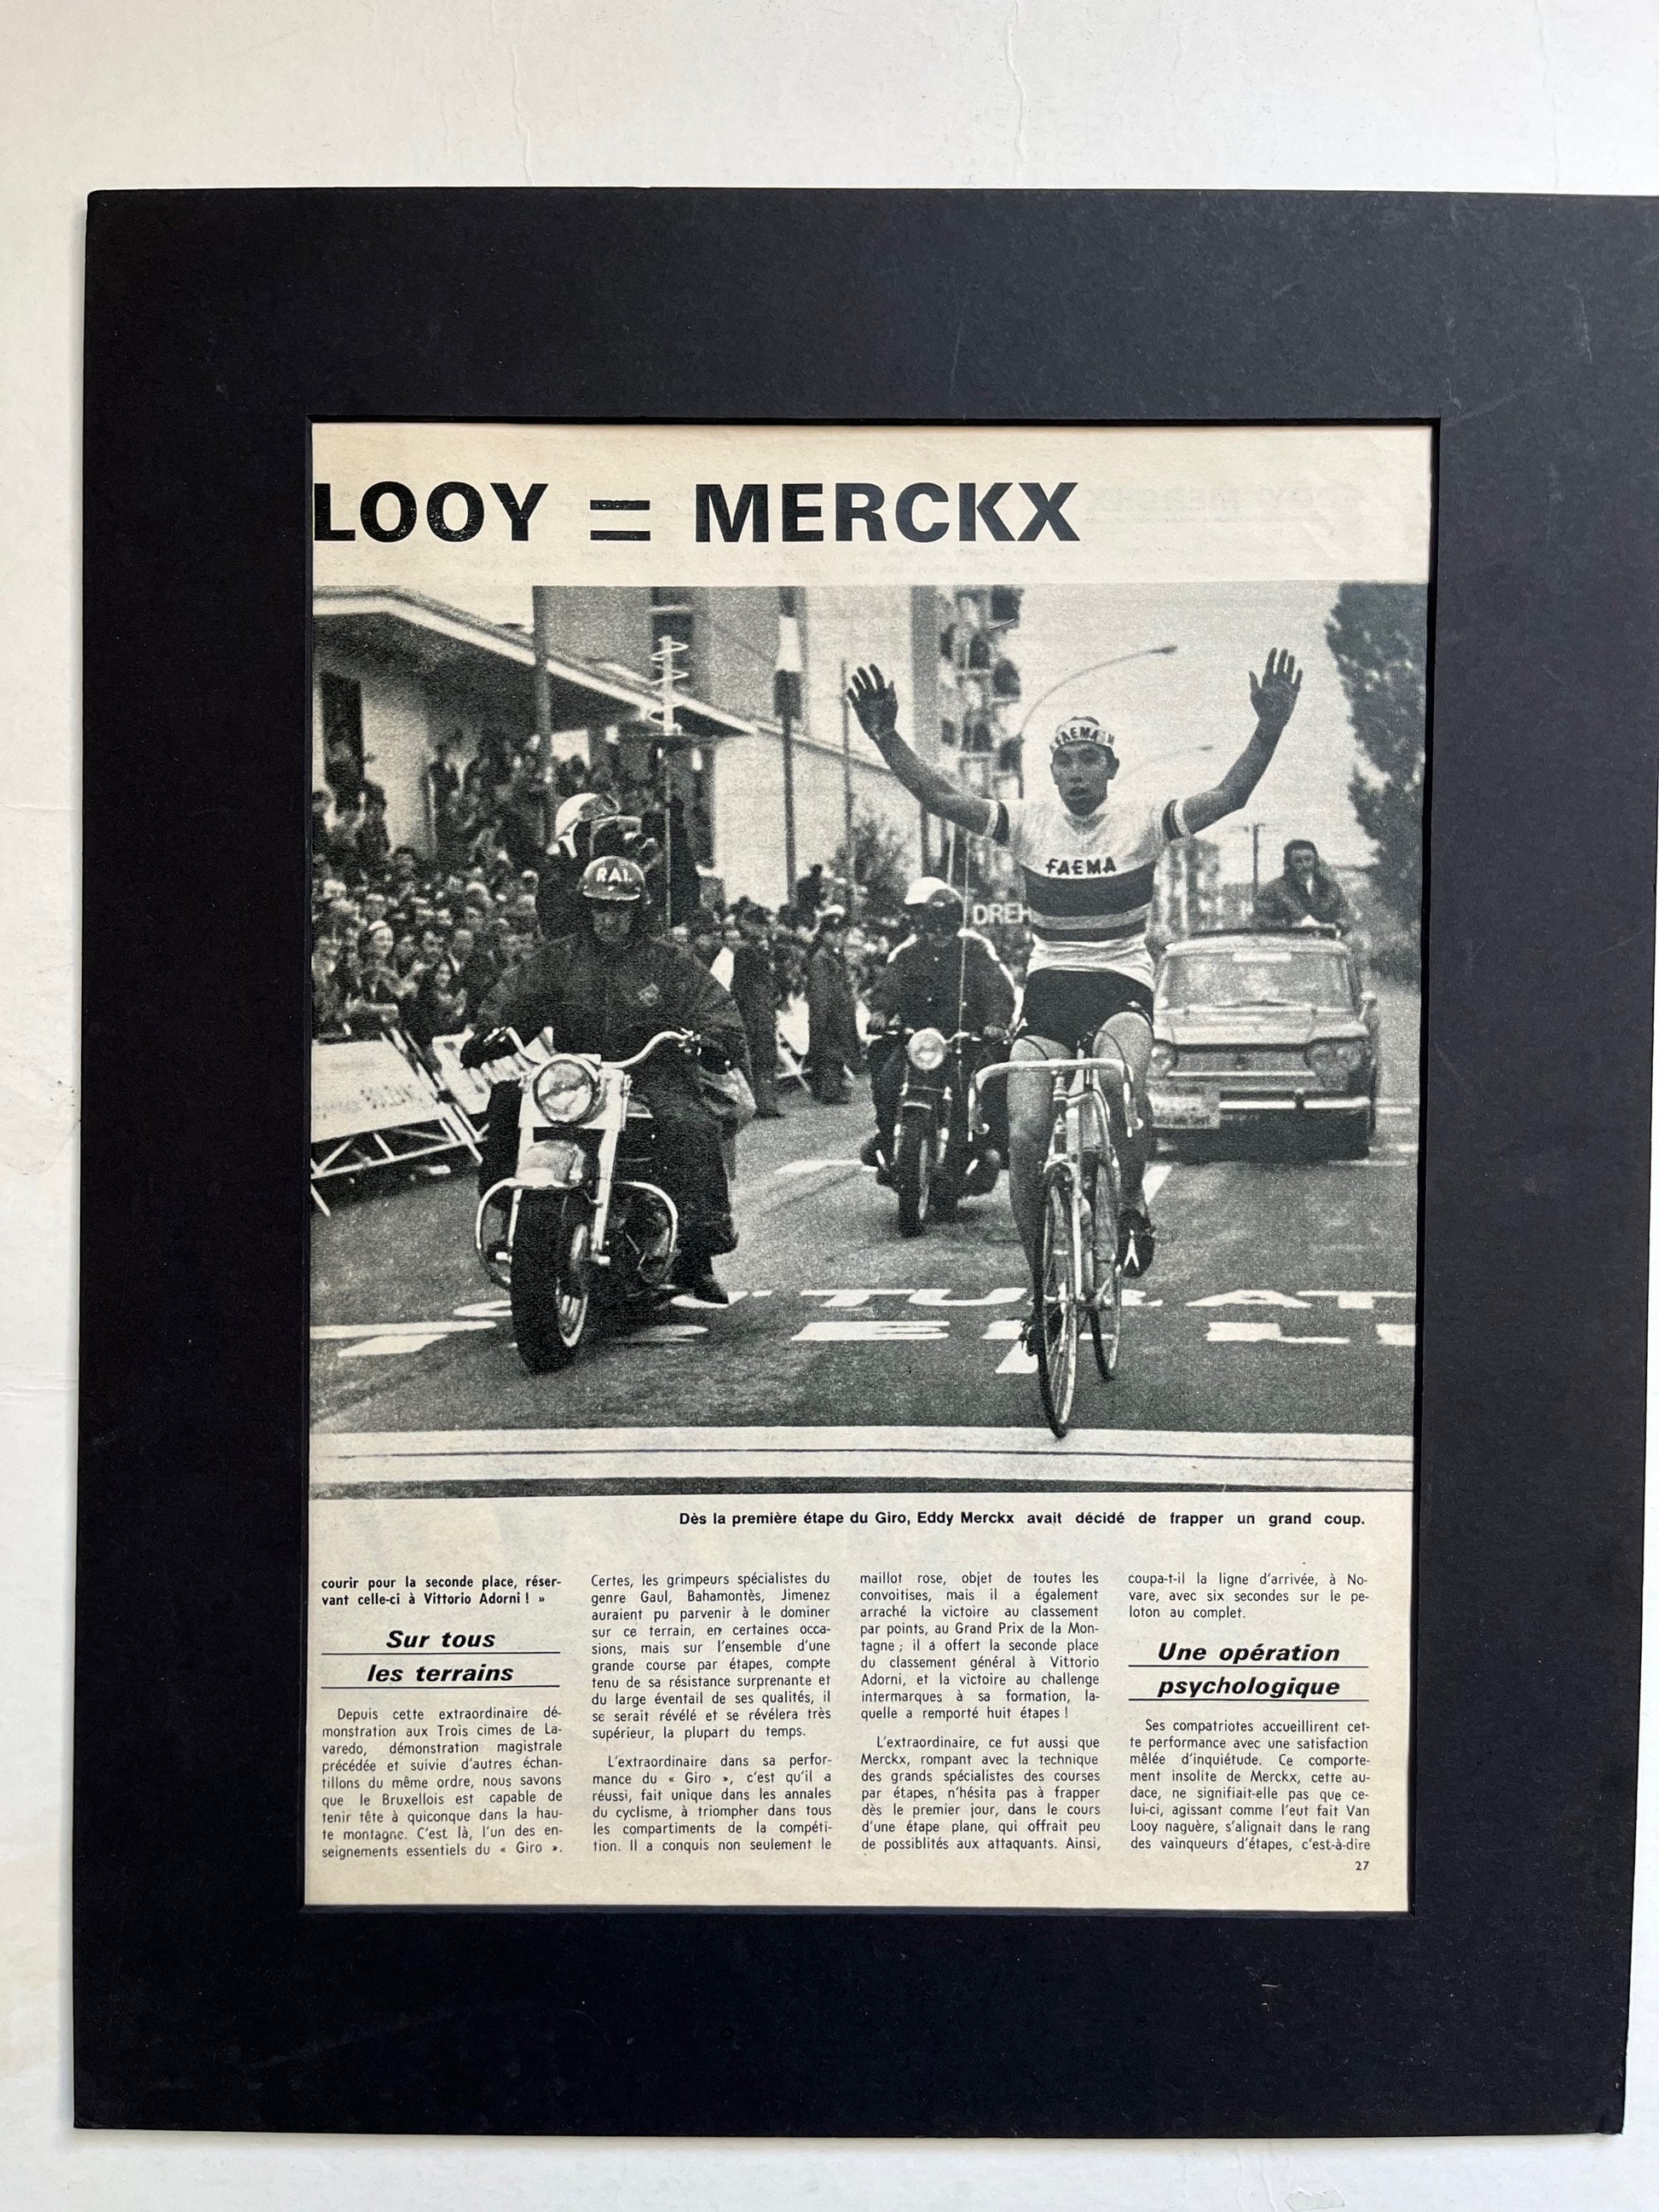 LOOY = MERCKX
RAI.
FAEMA
FAEMA
DREH
Dès la première étape du Giro, Eddy Merckx avait décidé de frapper un grand coup.
courir pour la seconde place, réser-
vant celle-ci à Vittorio Adorni ! »
Sur tous
les terrains
Depuis cette extraordinaire dé-
monstration aux Trois cimes de La-
varedo, démonstration magistrale
précédée et suivie d'autres échan-
tillons du même ordre, nous savons
que le Bruxellois est capable de
tenir tête à quiconque dans la hau-
te montagne. C'est là, l'un des en-
seignements essentiels du « Giro ».
Certes, les grimpeurs spécialistes du
genre Gaul, Bahamontès, Jimenez
auraient pu parvenir à le dominer
sur ce terrain, en certaines occa-
sions, mais sur l'ensemble d'une
grande course par étapes, compte
tenu de sa résistance surprenante et
du large éventail de ses qualités, il
se serait révélé et se révélera très
supérieur, la plupart du temps.
L'extraordinaire dans sa perfor-
mance du « Giro », c'est qu'il a
réussi, fait unique dans les annales
du cyclisme, à triompher dans tous
les compartiments de la compéti-
tion. Il a conquis non seulement le
maillot rose, objet de toutes les
convoitises, mais il a également
arraché la victoire au classement
par points, au Grand Prix de la Mon-
tagne ; il a offert la seconde place
du classement général à Vittorio
Adorni, et la victoire au challenge
intermarques à sa formation, la-
quelle a remporté huit étapes !
L'extraordinaire, ce fut aussi que
Merckx, rompant avec la technique
des grands spécialistes des courses
par étapes, n'hésita pas à frapper
dès le premier jour, dans le cours
d'une étape plane, qui offrait peu
de possiblités aux attaquants. Ainsi,
coupa-t-il la ligne d'arrivée, à No-
vare, avec six secondes sur le pe-
loton au complet.
Une opération
psychologique
Ses compatriotes accueillirent cet-
te performance avec une satisfaction
mêlée d'inquiétude. Ce comporte-
ment insolite de Merckx, cette au-
dace, ne signifiait-elle pas que ce-
lui-ci, agissant comme l'eut fait Van
Looy naguère, s'alignait dans le rang
des vainqueurs d'étapes, c'est-à-dire
27